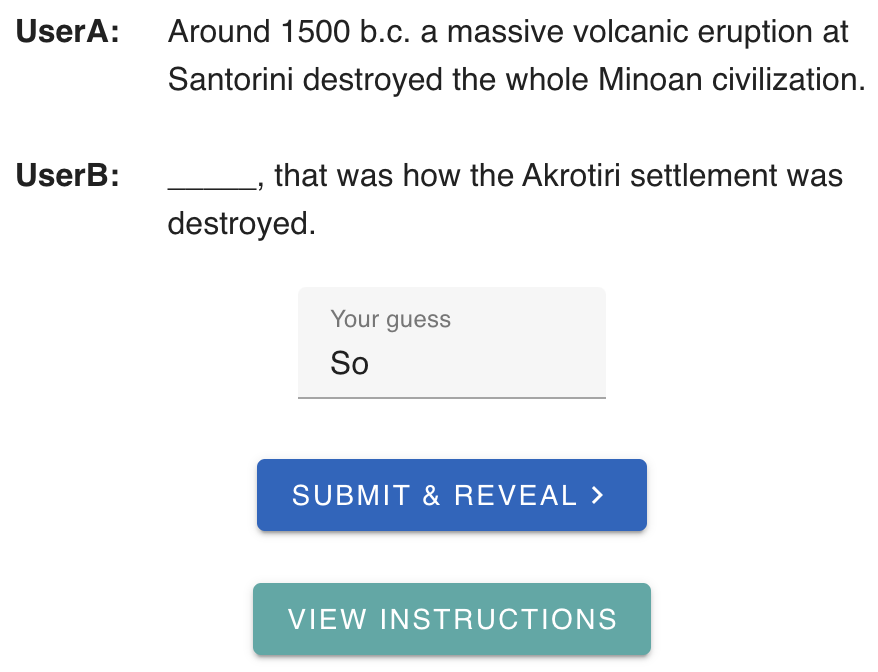 UserA: Around 1500 b.c. a massive volcanic eruption at
Santorini destroyed the whole Minoan civilization.
UserB: _____, that was how the Akrotiri settlement was
destroyed.
Your guess
So
SUBMIT & REVEAL >
VIEW INSTRUCTIONS